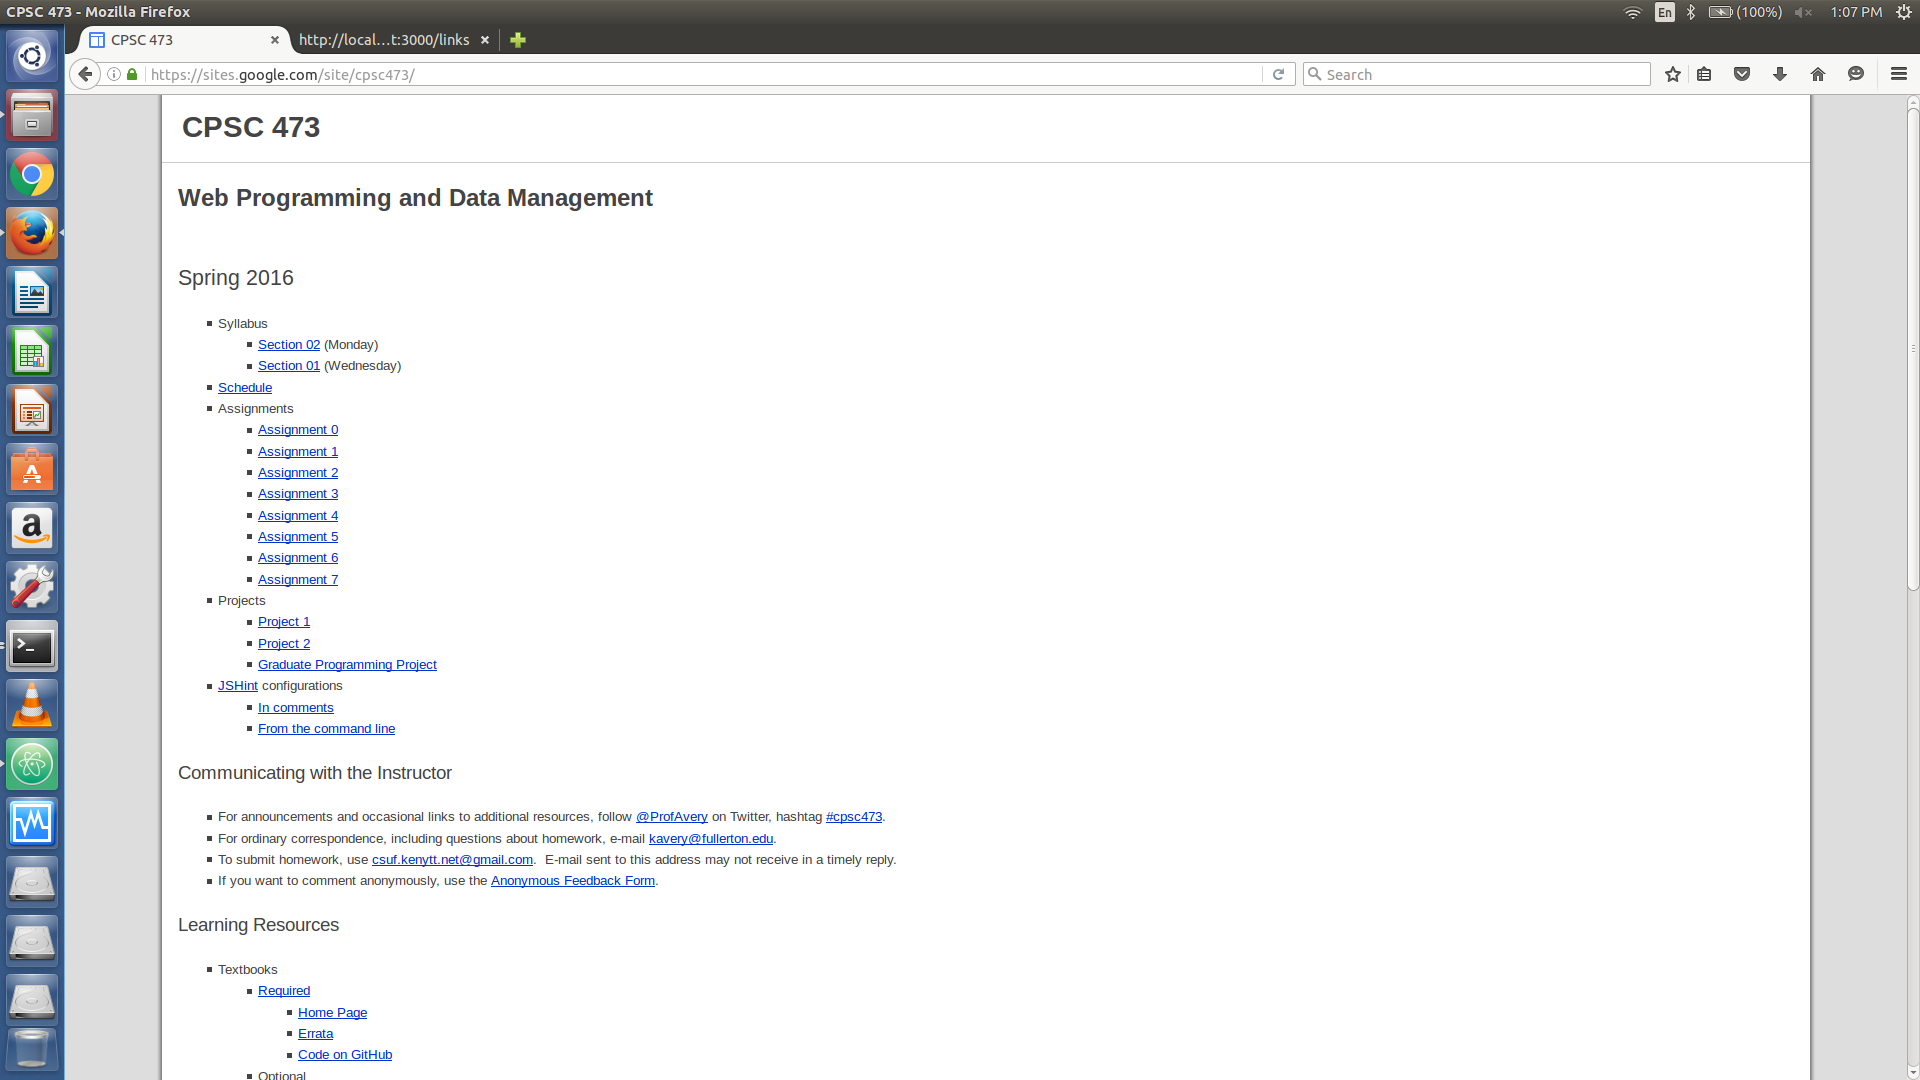 CPSC 473 - Mozilla Firefox
En
(100%)
1:07 PM
CPSC 473
http://local...t:3000/links
https://sites.google.com/site/cpsc473/
Search
CPSC 473
Web Programming and Data Management
Spring 2016
Syllabus
Section 02 (Monday)
Section 01 (Wednesday)
Schedule
Assignments
Assignment 0
Assignment 1
Assignment 2
Assignment 3
Assignment 4
Assignment 5
Assignment 6
Assignment 7
Projects
Project 1
Project 2
Graduate Programming Project
JSHint configurations
In comments
From the command line
Communicating with the Instructor
For announcements and occasional links to additional resources, follow @ProfAvery on Twitter, hashtag #cpsc473.
For ordinary correspondence, including questions about homework, e-mail kavery@fullerton.edu.
To submit homework, use csuf.kenytt.net@gmail.com.  E-mail sent to this address may not receive in a timely reply.
If you want to comment anonymously, use the Anonymous Feedback Form.
Learning Resources
Textbooks
Required
Home Page
Errata
Code on GitHub
Optional